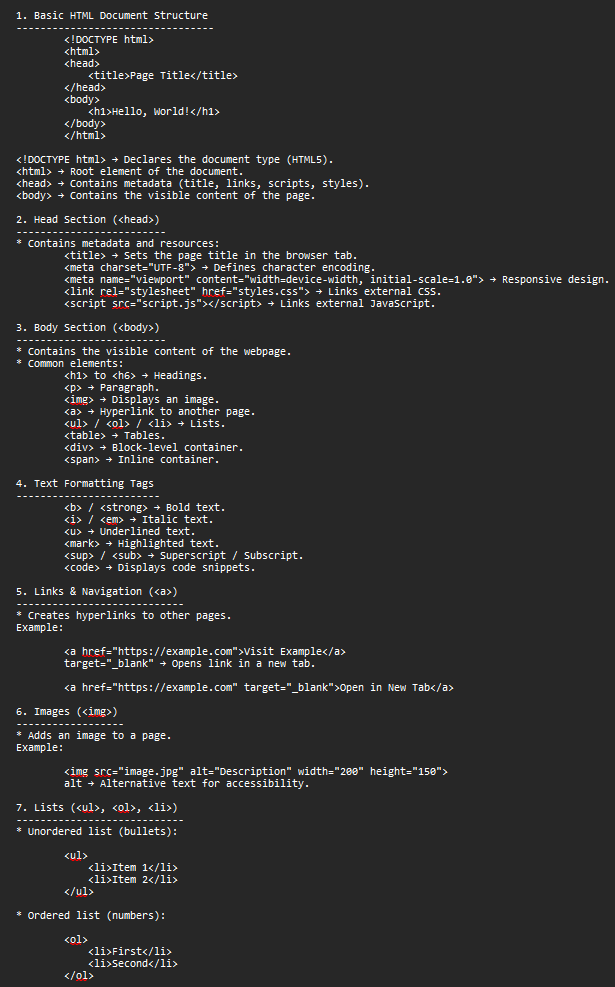 1. Basic HTML Document Structure
---------------------------------
<!DOCTYPE html>
<html>
<head>
<title>Page Title</title>
</head>
<body>
<h1>Hello, World!</h1>
</body>
</html>
<!DOCTYPE html> → Declares the document type (HTML5).
<html> → Root element of the document.
<head> → Contains metadata (title, links, scripts, styles).
<body> → Contains the visible content of the page.
2. Head Section (<head>)
-------------------------
* Contains metadata and resources:
<title> → Sets the page title in the browser tab.
<meta charset="UTF-8"> → Defines character encoding.
<meta name="viewport" content="width=device-width, initial-scale=1.0"> → Responsive design.
<link rel="stylesheet" href="styles.css"> → Links external CSS.
<script src="script.js"></script> → Links external JavaScript.
3. Body Section (<body>)
-------------------------
* Contains the visible content of the webpage.
* Common elements:
<h1> to <h6> → Headings.
<p> → Paragraph.
<img> → Displays an image.
<a> → Hyperlink to another page.
<ul> / <ol> / <li> → Lists.
<table> → Tables.
<div> → Block-level container.
<span> → Inline container.
4. Text Formatting Tags
------------------------
<b> / <strong> → Bold text.
<i> / <em> → Italic text.
<u> → Underlined text.
<mark> → Highlighted text.
<sup> / <sub> → Superscript / Subscript.
<code> → Displays code snippets.
5. Links & Navigation (<a>)
----------------------------
* Creates hyperlinks to other pages.
Example:
<a href="https://example.com">Visit Example</a>
target="_blank" → Opens link in a new tab.
<a href="https://example.com" target="_blank">Open in New Tab</a>
6. Images (<img>)
------------------
* Adds an image to a page.
Example:
<img src="image.jpg" alt="Description" width="200" height="150">
alt → Alternative text for accessibility.
7. Lists (<ul>, <ol>, <li>)
----------------------------
* Unordered list (bullets):
<ul>
<li>Item 1</li>
<li>Item 2</li>
</ul>
* Ordered list (numbers):
<ol>
<li>First</li>
<li>Second</li>
</ol>